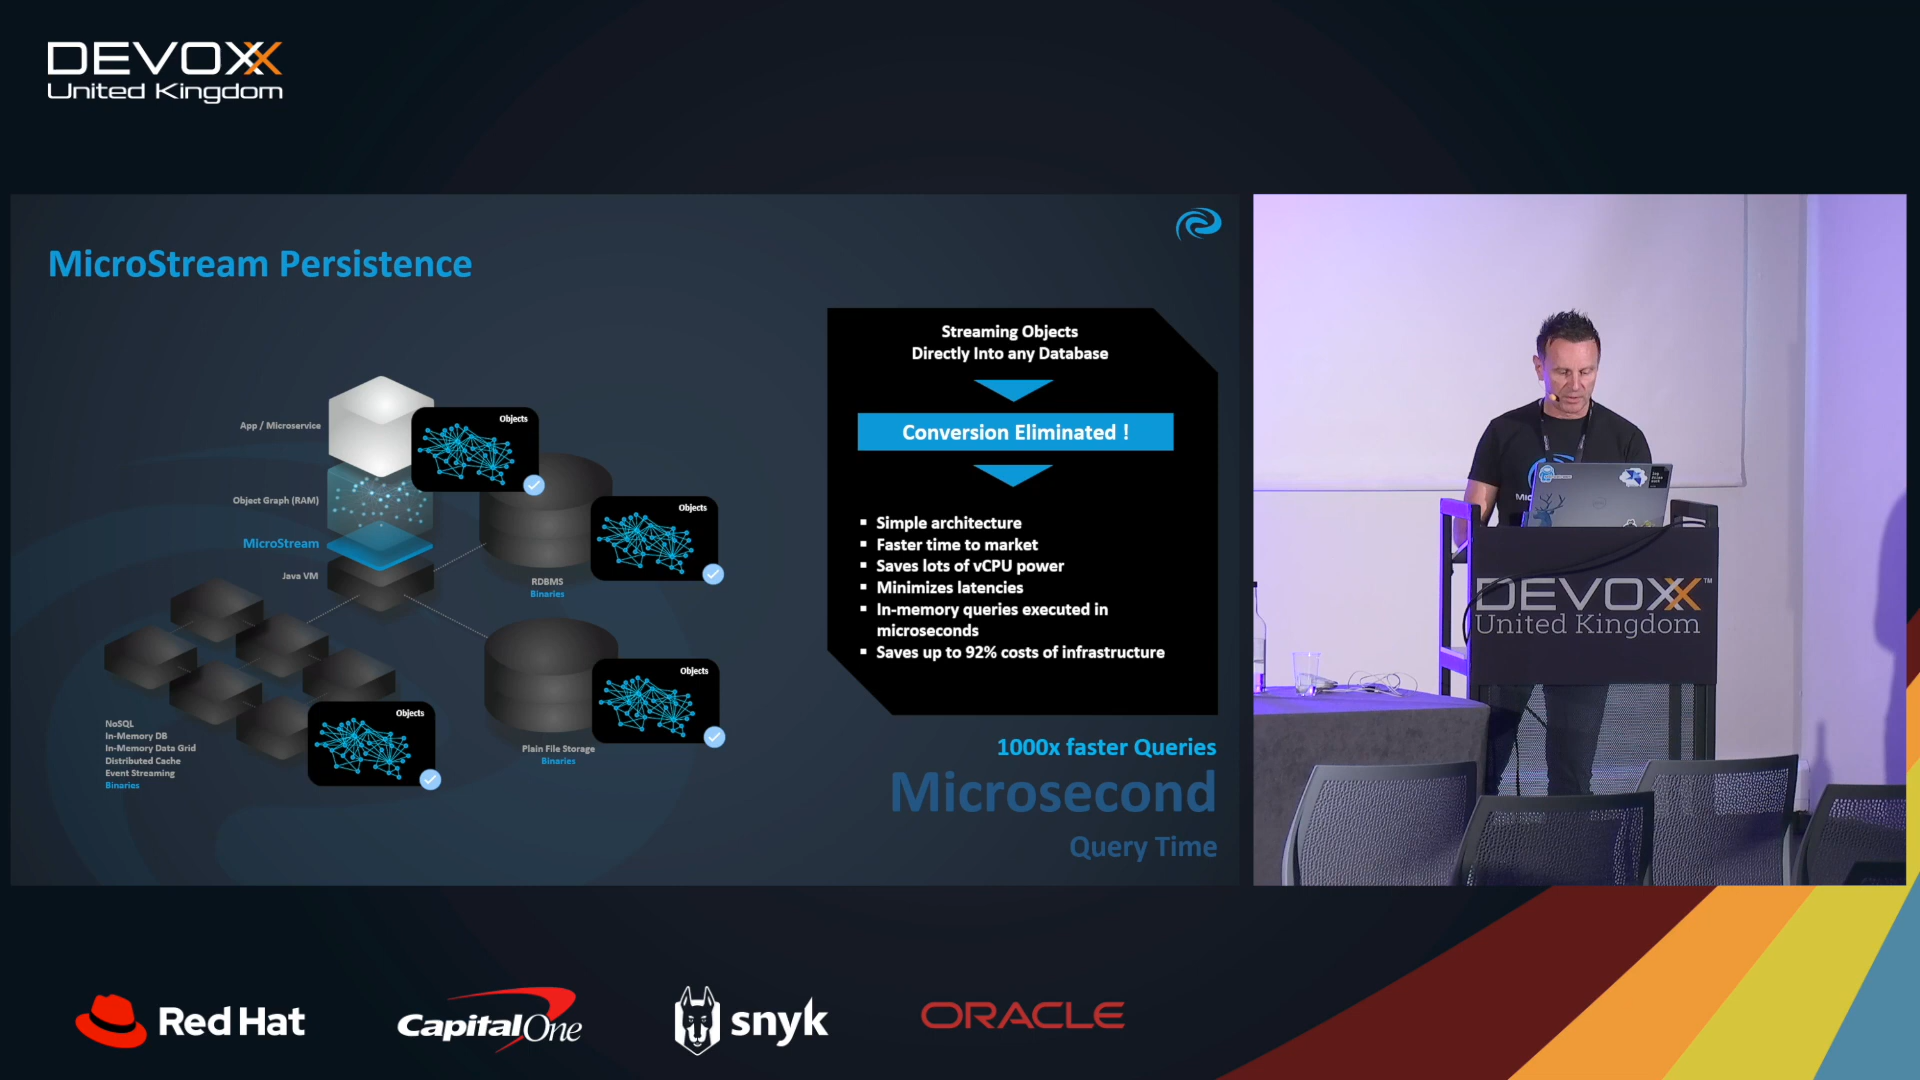 DEVOXX
United Kingdom
MicroStream Persistence
Streaming Objects
Directly Into any Database
Conversion Eliminated !
▪ Simple architecture
▪ Faster time to market
▪ Saves lots of vCPU power
▪ Minimizes latencies
▪ In-memory queries executed in
microseconds
▪ Saves up to 92% costs of infrastructure
1000x faster Queries
Microsecond
Query Time
App / Microservice
Object Graph (RAM)
MicroStream
Java VM
Objects
Objects
RDBMS
Binaries
Objects
Plain File Storage
Binaries
Objects
NoSQL
In-Memory DB
In-Memory Data Grid
Distributed Cache
Event Streaming
Binaries
DEVOXX™
United Kingdom
Red Hat
Capital One
snyk
ORACLE